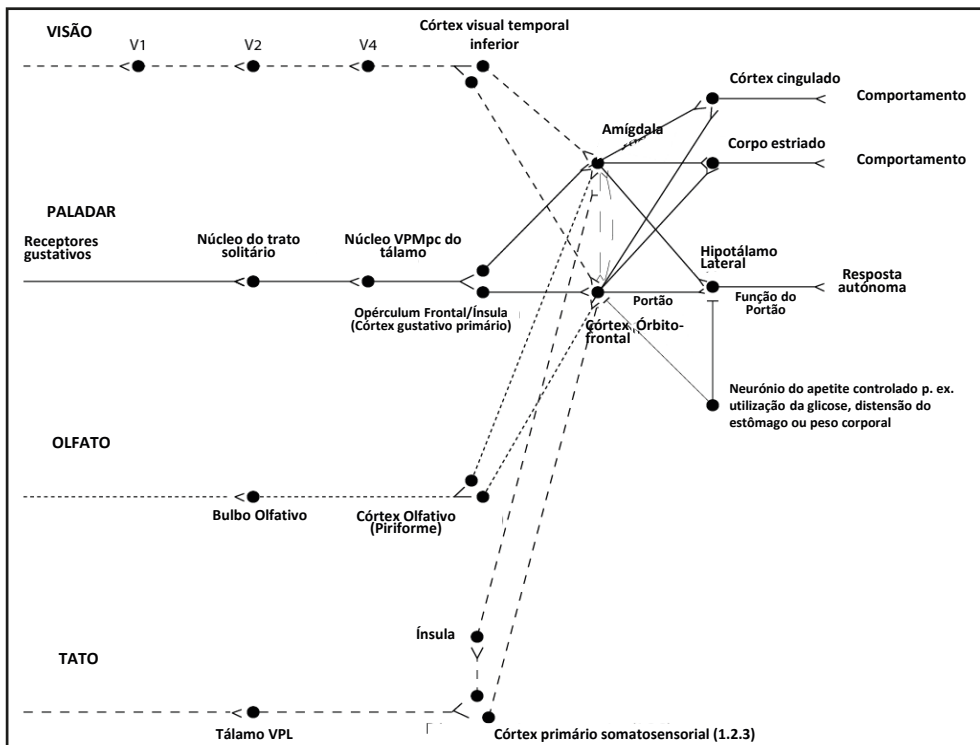 VISÃO
V1
V2
V4
Córtex visual temporal
inferior
Córtex cingulado
Comportamento
Amígdala
Corpo estriado
Comportamento
PALADAR
Receptores
gustativos
Núcleo do trato
solitário
Núcleo VPMpc do
tálamo
Opérculum Frontal/Ínsula
(Córtex gustativo primário)
Portão
Córtex Órbito-
frontal
Hipotálamo
Lateral
Função do
Portão
Resposta
autónoma
Neurónio do apetite controlado p. ex.
utilização da glicose, distensão do
estômago ou peso corporal
OLFATO
Bulbo Olfativo
Córtex Olfativo
(Piriforme)
Ínsula
TATO
Tálamo VPL
Córtex primário somatosensorial (1.2.3)